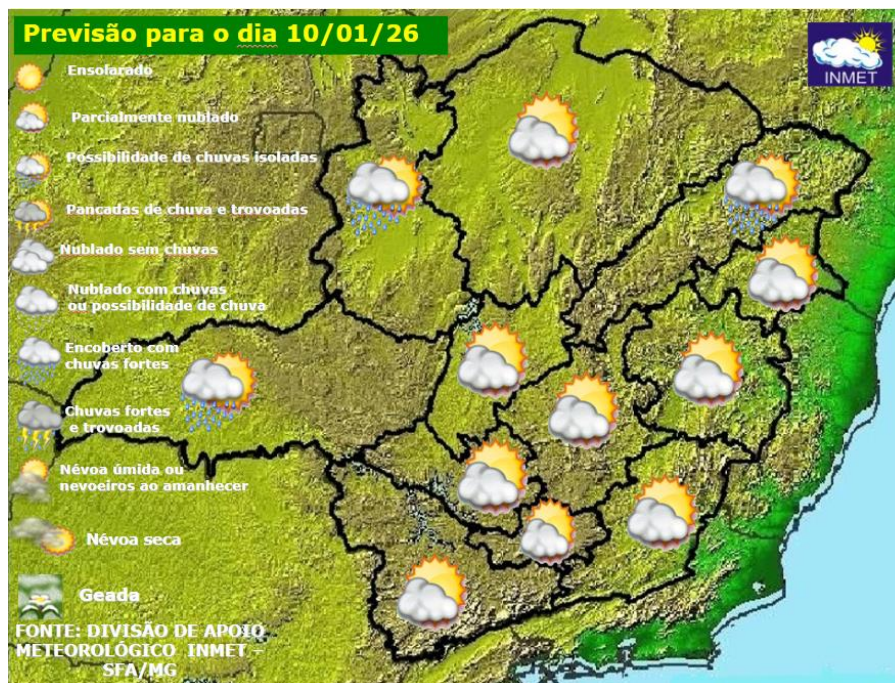 Previsão para o dia 10/01/26
INMET
Ensolarado
Parcialmente nublado
Possibilidade de chuvas isoladas
Pancadas de chuva e trovoadas
Nublado sem chuvas
Nublado com chuvas
ou possibilidade de chuva
Encoberto com
chuvas fortes
Chuvas fortes
e trovoadas
Névoa úmida ou
nevoeiros ao amanhecer
Névoa seca
Geada
FONTE: DIVISÃO DE APOIO
METEOROLÓGICO INMET –
SFA/MG